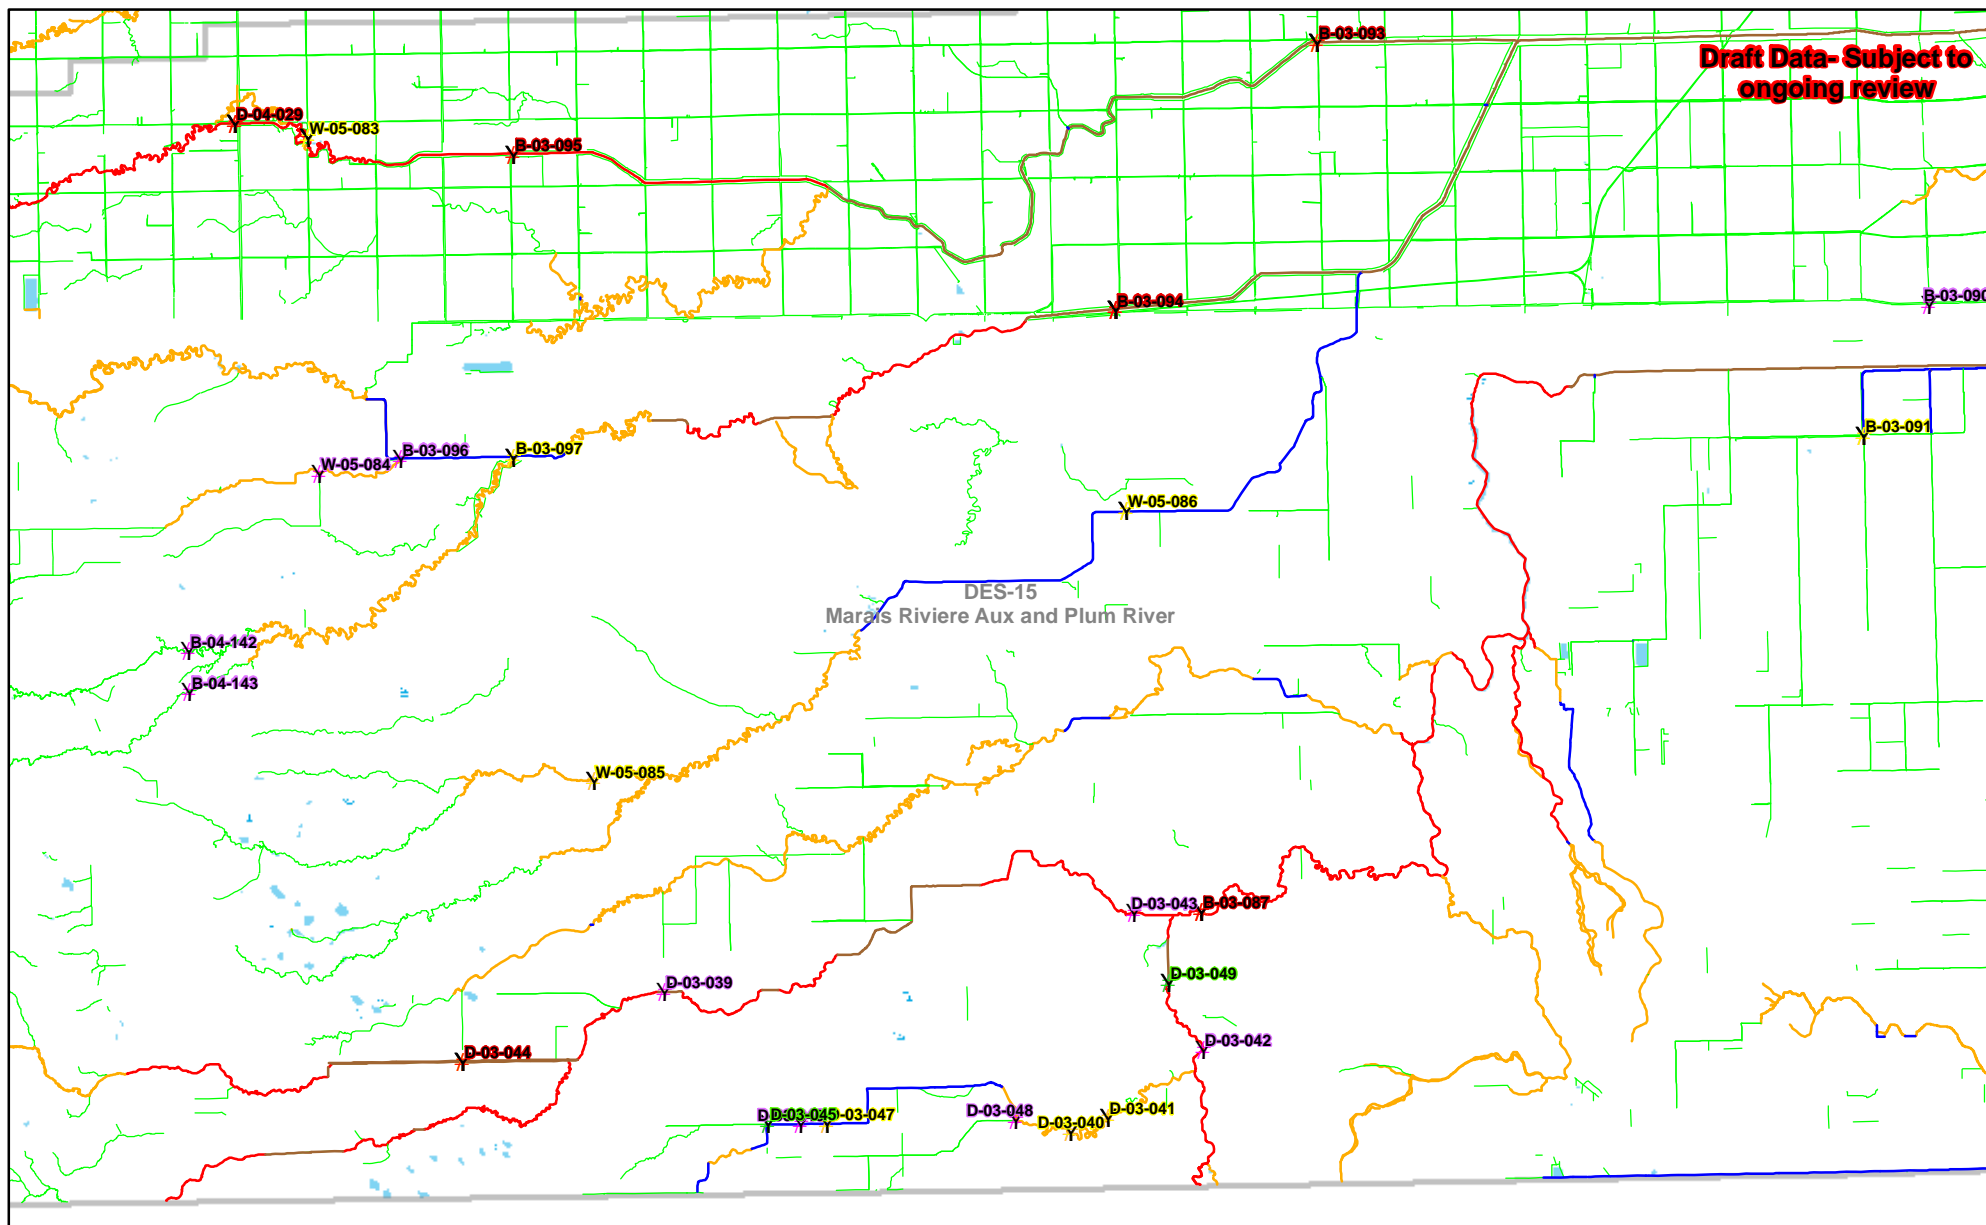 B-03-093
Draft Data- Subject to
ongoing review
D-04-029
W-05-083
B-03-095
B-03-090
B-03-094
B-03-091
B-03-097
B-03-096
W-05-084
W-05-086
DES-15
Marais Riviere Aux and Plum River
B-04-142
B-04-143
W-05-085
D-03-043
B-03-087
D-03-049
D-03-039
D-03-042
D-03-044
D-03-045
-03-047
D-03-048
D-03-041
D-03-040